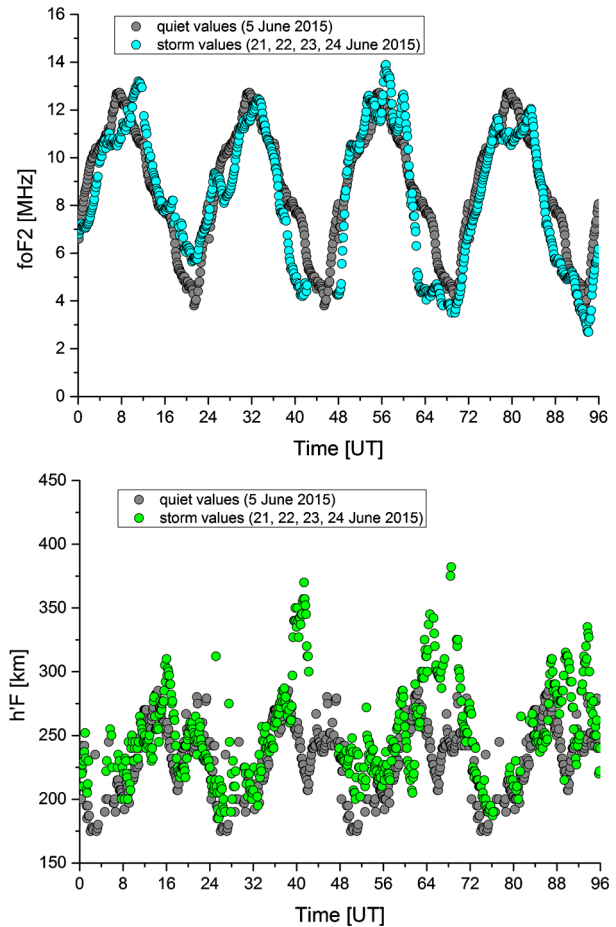 16
14
12
10
8
6
4
2
0
foF2 [MHz]
quiet values (5 June 2015)
storm values (21, 22, 23, 24 June 2015)
0 8 16 24 32 40 48 56 64 72 80 88 96
Time [UT]
450
400
350
300
250
200
150
h'F [km]
quiet values (5 June 2015)
storm values (21, 22, 23, 24 June 2015)
0 8 16 24 32 40 48 56 64 72 80 88 96
Time [UT]